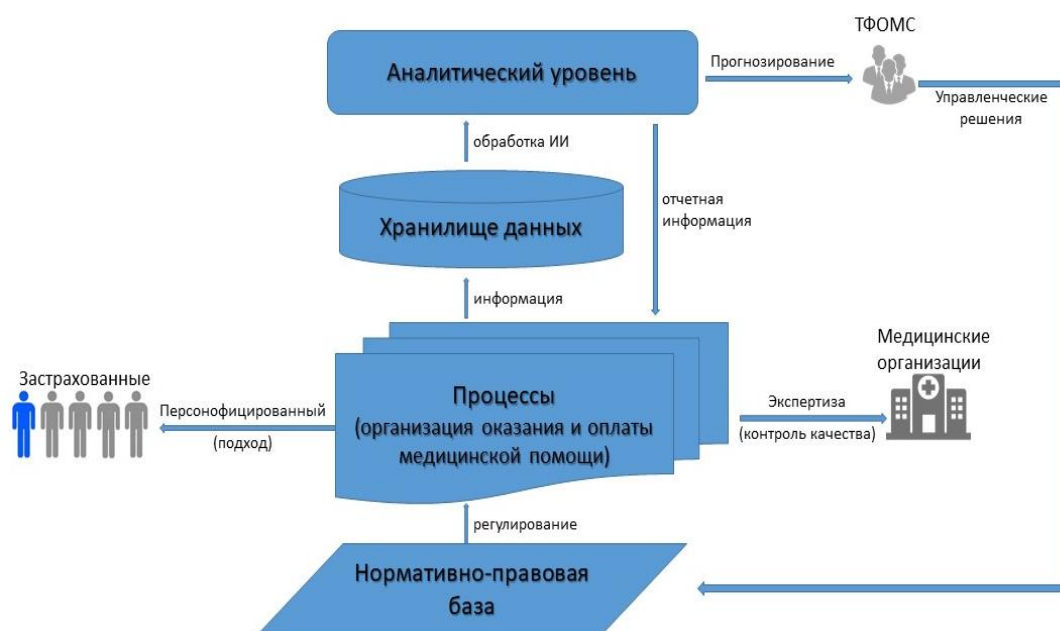 ТФОМС
Аналитический уровень
Прогнозирование
Управленческие
решения
обработка ИИ
Хранилище данных
отчетная
информация
информация
Медицинские
организации
Застрахованные
Процессы
(организация оказания и оплаты
медицинской помощи)
Персонофицированный
(подход)
Экспертиза
(контроль качества)
регулирование
Нормативно-правовая
база